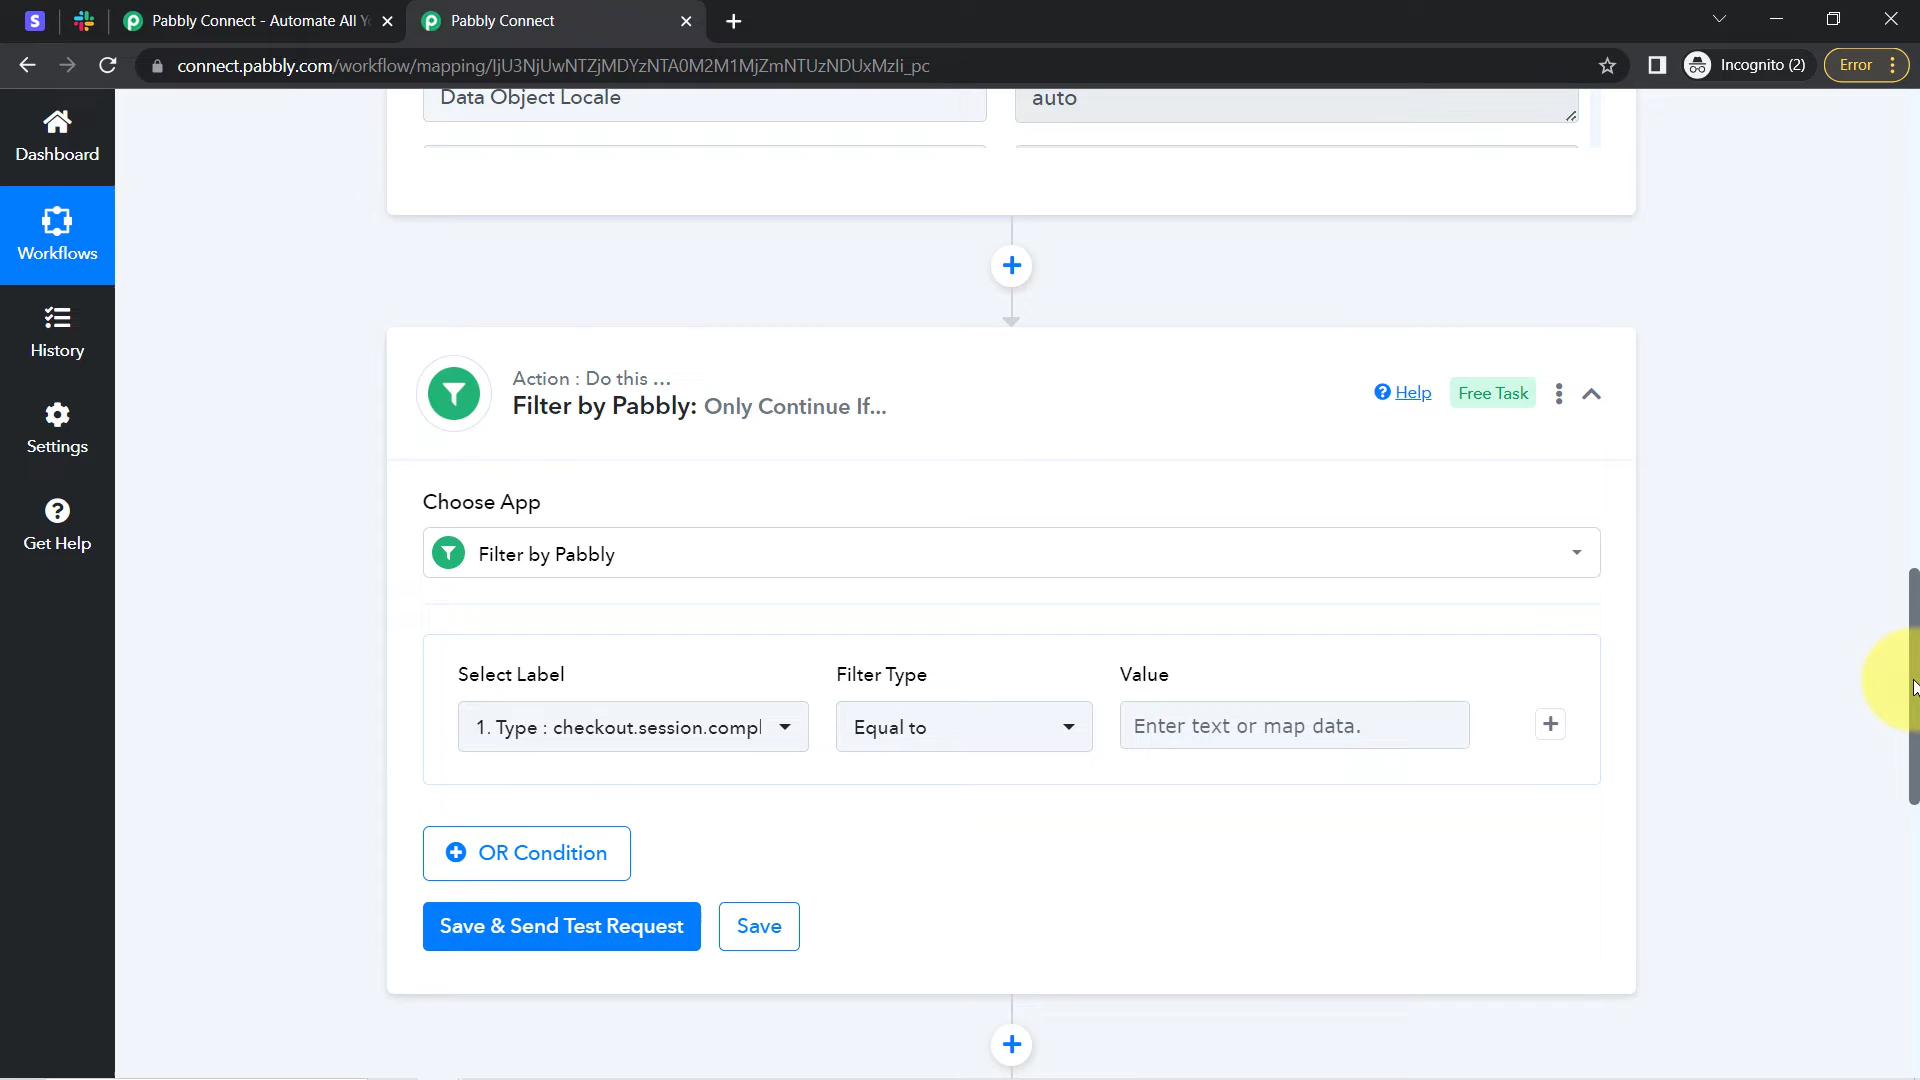 S
Pabbly Connect - Automate All Y
Pabbly Connect
connect.pabbly.com/workflow/mapping/IjU3NjUwNTZjMDYzNTA0M2M1MjZmNTUzNDUxMzIi_pc
Incognito (2)
Error
Dashboard
Workflows
History
Settings
Get Help
Data Object Locale
auto
Action : Do this ...
Filter by Pabbly: Only Continue If...
Help
Free Task
Choose App
Filter by Pabbly
Select Label
Filter Type
Value
1. Type : checkout.session.compl
Equal to
Enter text or map data.
OR Condition
Save & Send Test Request
Save